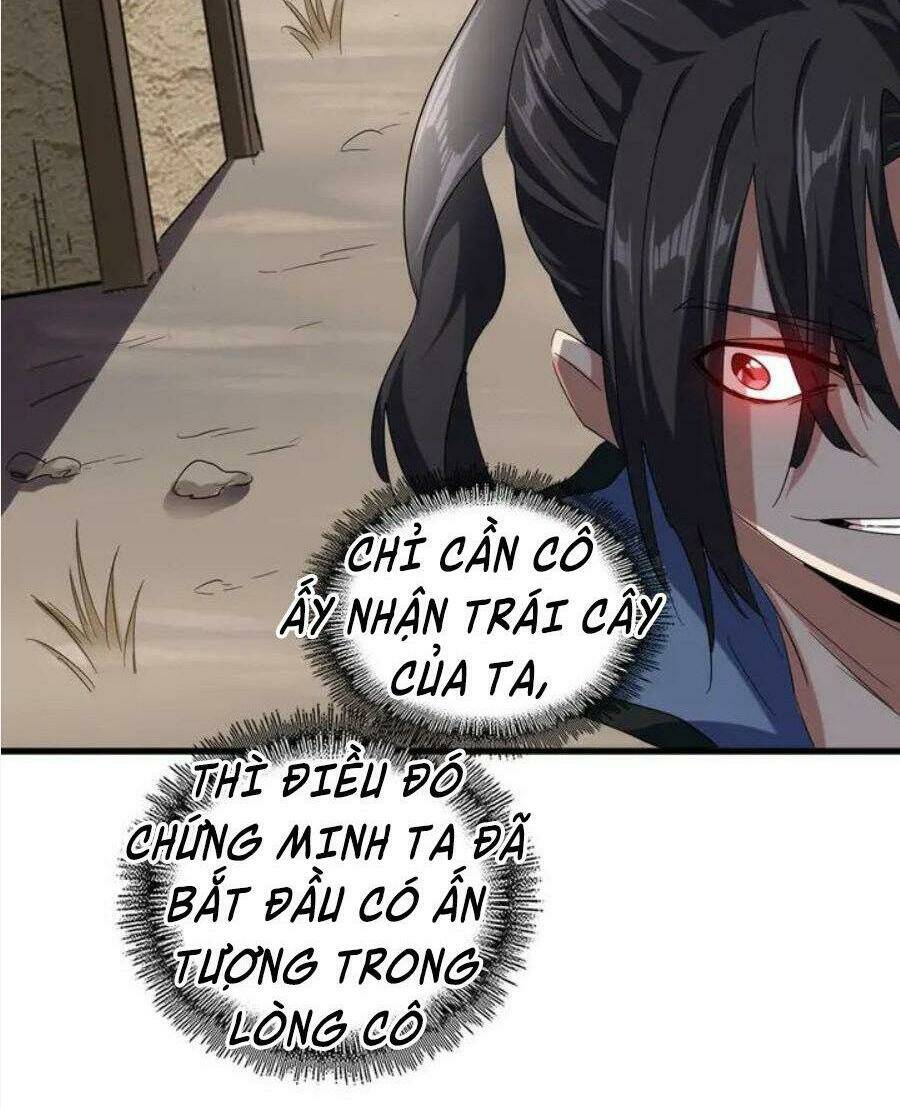 CHỈ CẦN CÔ
ẤY NHẬN TRÁI CÂY
CỦA TA,
THÌ ĐIỀU ĐÓ
CHỨNG MINH TA ĐÃ
BẮT ĐẦU CÓ ẤN
TƯỢNG TRONG
LÒNG CÔ